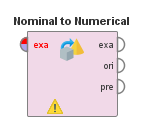 Nominal to Numerical
exa exa
ori
pre